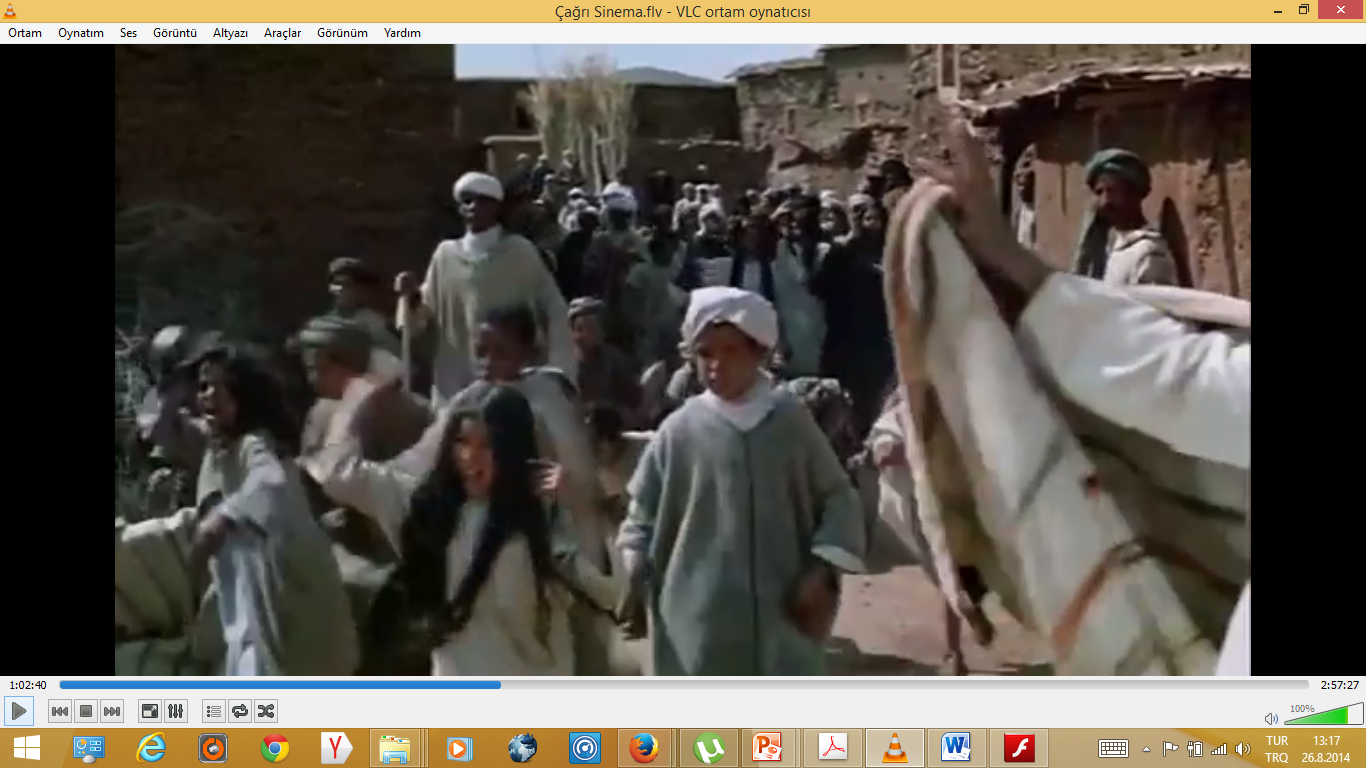 Çağrı Sinema.flv - VLC ortam oynatıcısı
Ortam Oynatım Ses Görüntü Altyazı Araçlar Görünüm Yardım
1:02:40 2:57:27
100%
TUR 13:17
TRQ 26.8.2014